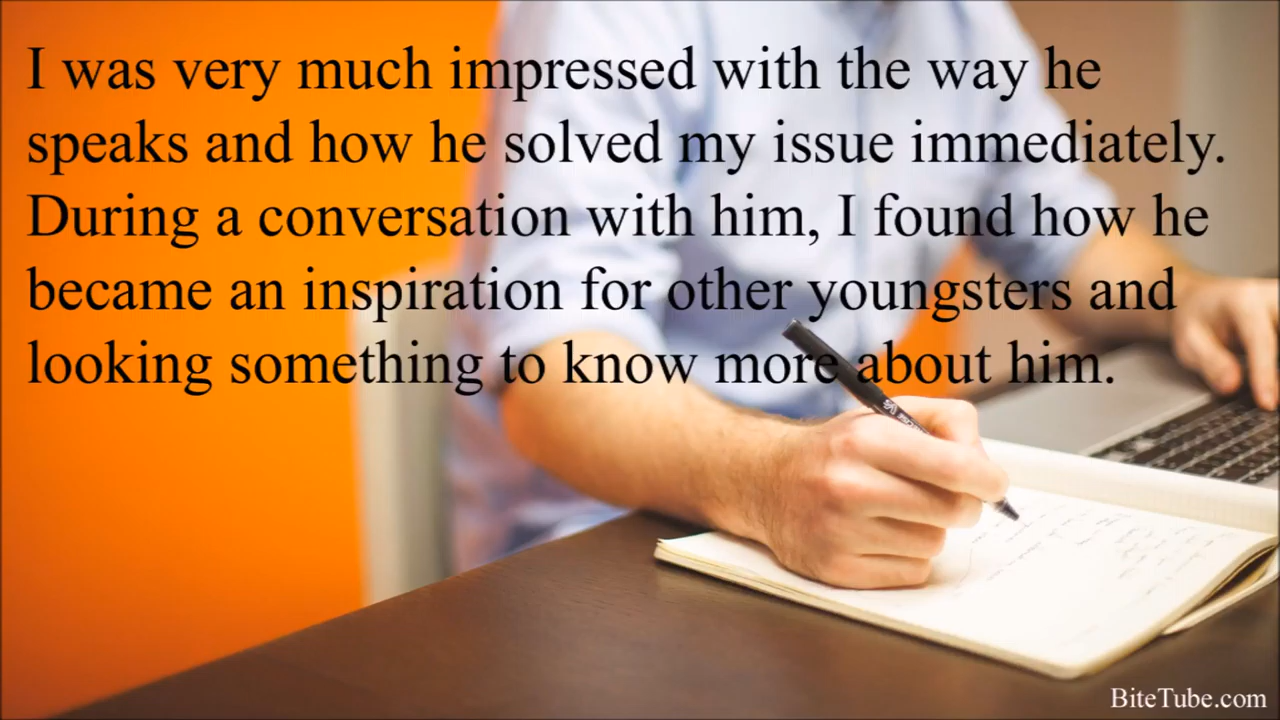 I was very much impressed with the way he
speaks and how he solved my issue immediately.
During a conversation with him, I found how he
became an inspiration for other youngsters and
looking something to know more about him.
BiteTube.com